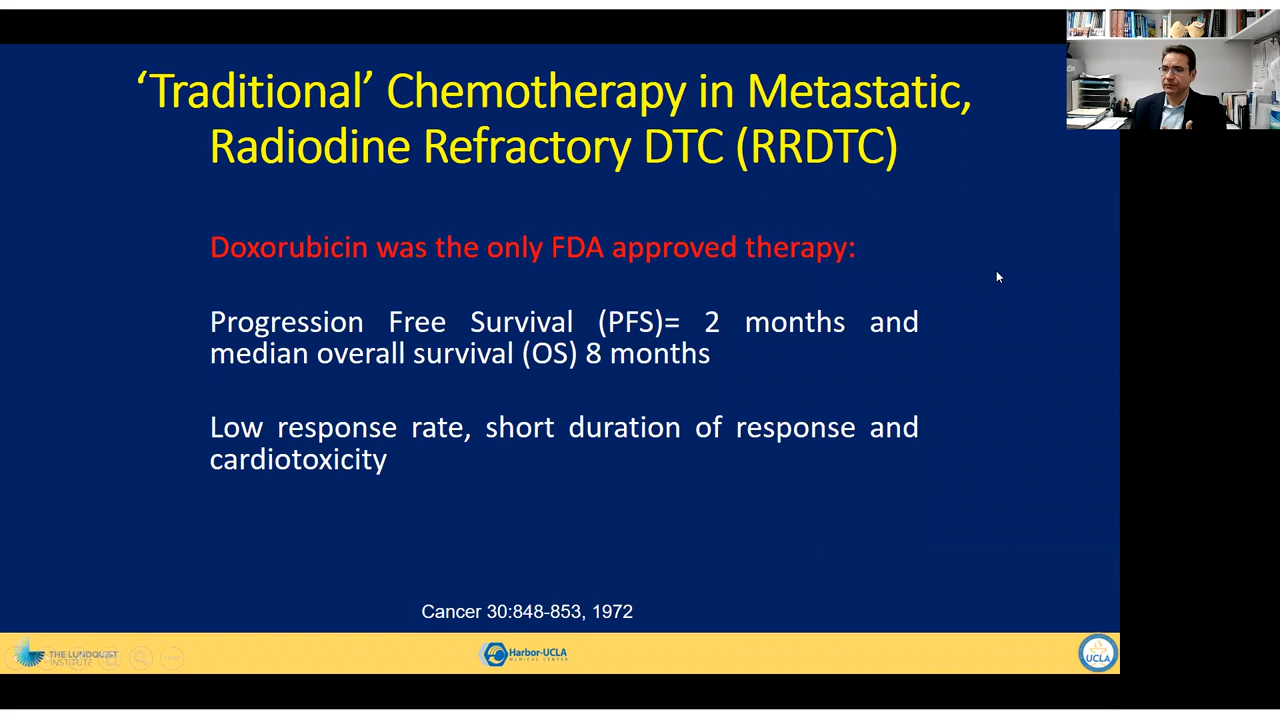 ‘Traditional’ Chemotherapy in Metastatic,
Radiodine Refractory DTC (RRDTC)
Doxorubicin was the only FDA approved therapy:
Progression Free Survival (PFS)= 2 months and
median overall survival (OS) 8 months
Low response rate, short duration of response and
cardiotoxicity
Cancer 30:848-853, 1972
THE LUNDQUIST
INSTITUTE
Harbor-UCLA
MEDICAL CENTER
UCLA